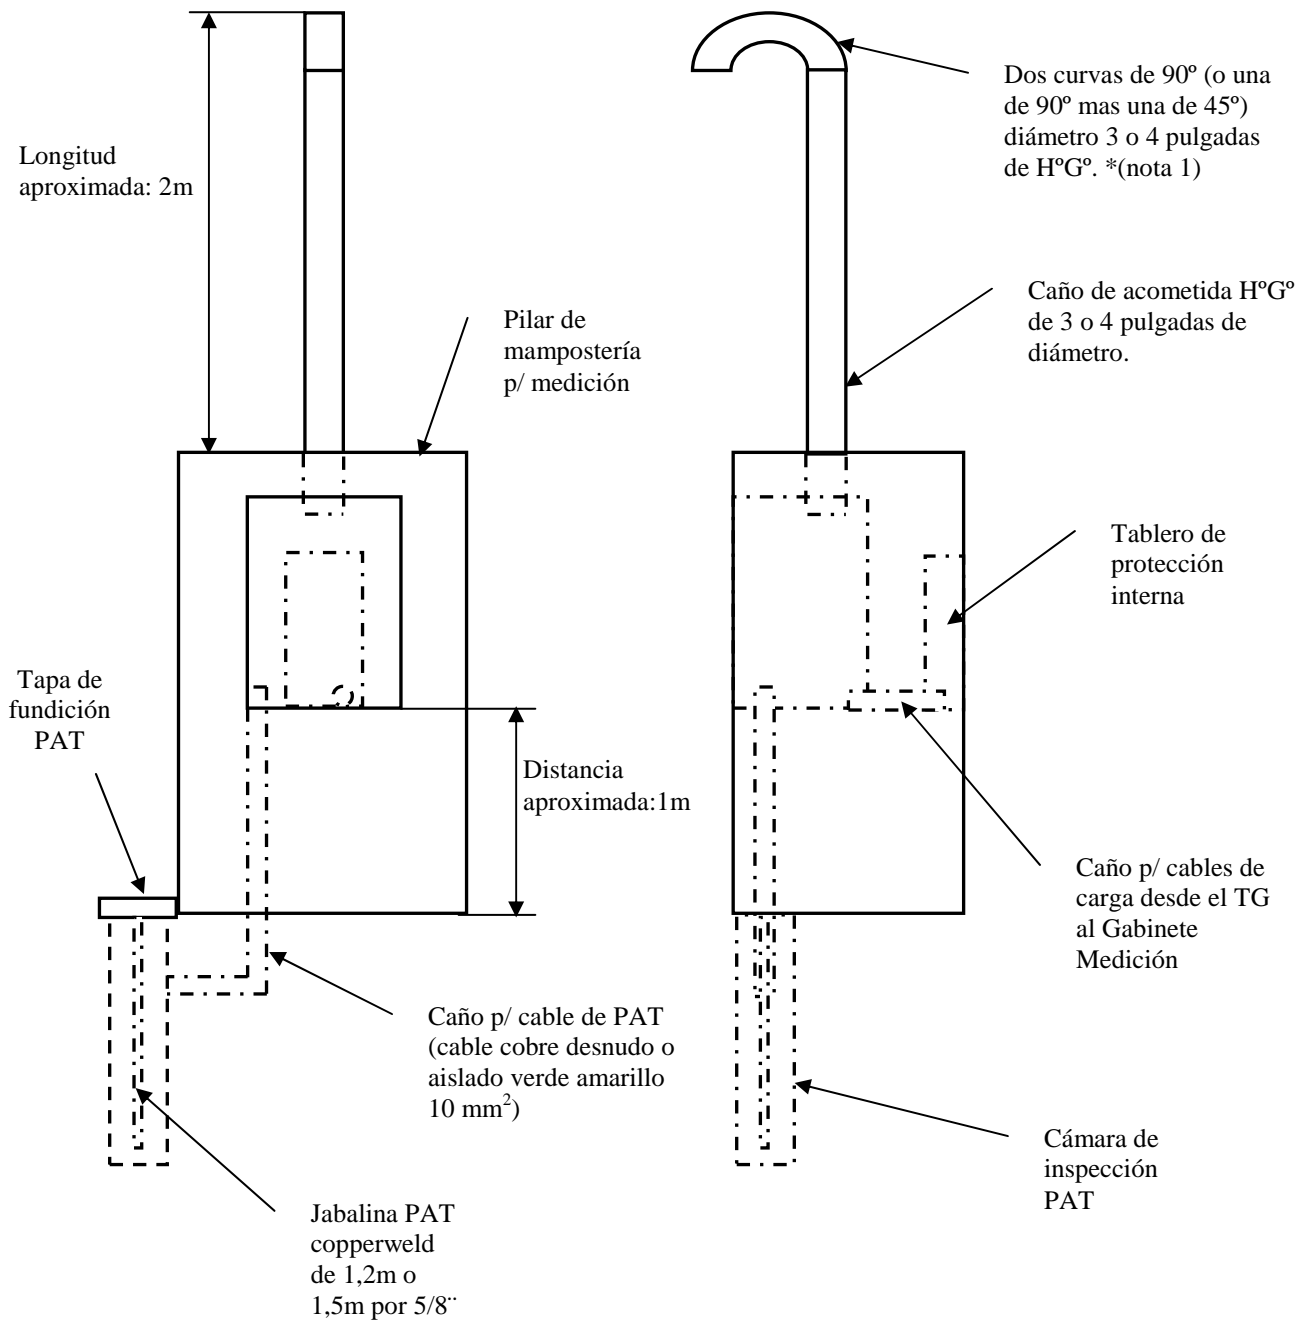 Dos curvas de 90º (o una
de 90º mas una de 45º)
diámetro 3 o 4 pulgadas
de HºGº. *(nota 1)
Longitud
aproximada: 2m
Caño de acometida HºGº
de 3 o 4 pulgadas de
diámetro.
Pilar de
mampostería
p/ medición
Tablero de
protección
interna
Tapa de
fundición
PAT
Distancia
aproximada:1m
Caño p/ cables de
carga desde el TG
al Gabinete
Medición
Caño p/ cable de PAT
(cable cobre desnudo o
aislado verde amarillo
10 mm²)
Cámara de
inspección
PAT
Jabalina PAT
copperweld
de 1,2m o
1,5m por 5/8¨